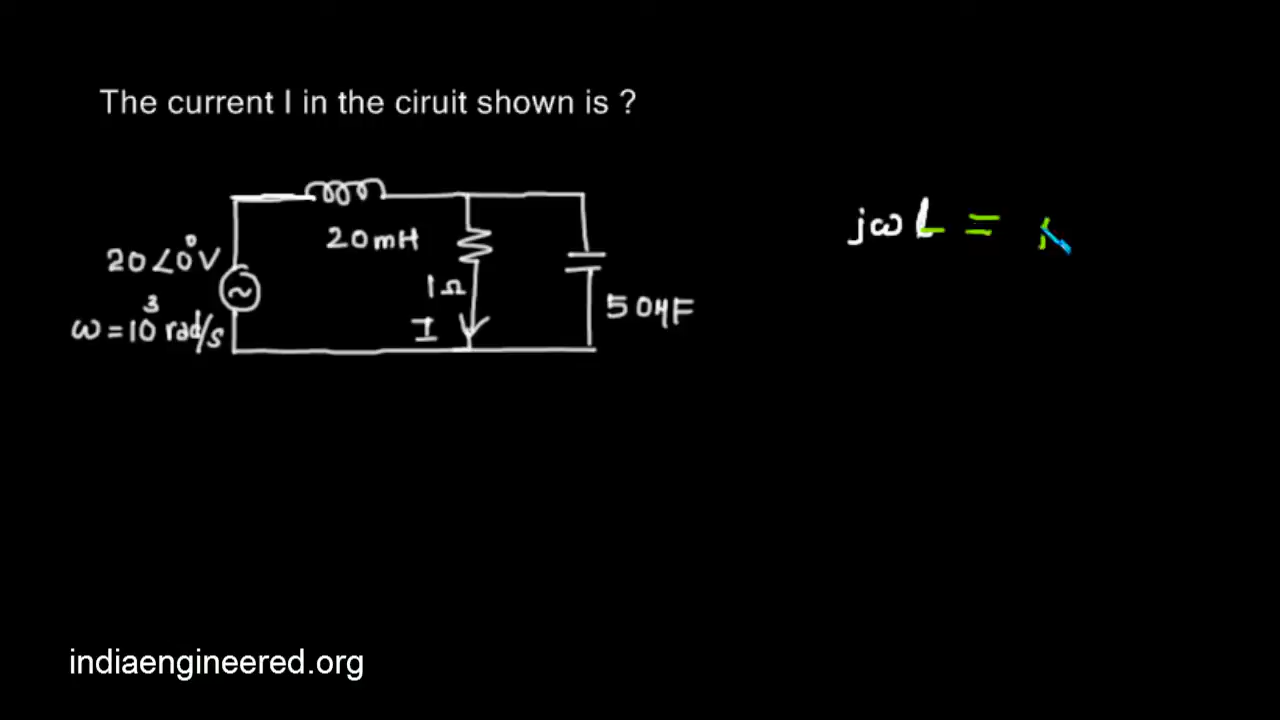 The current I in the ciruit shown is ?
20∠0° V
ω = 10³ rad/s
20mH
1Ω
I
50μF
jωL =
indiaengineered.org